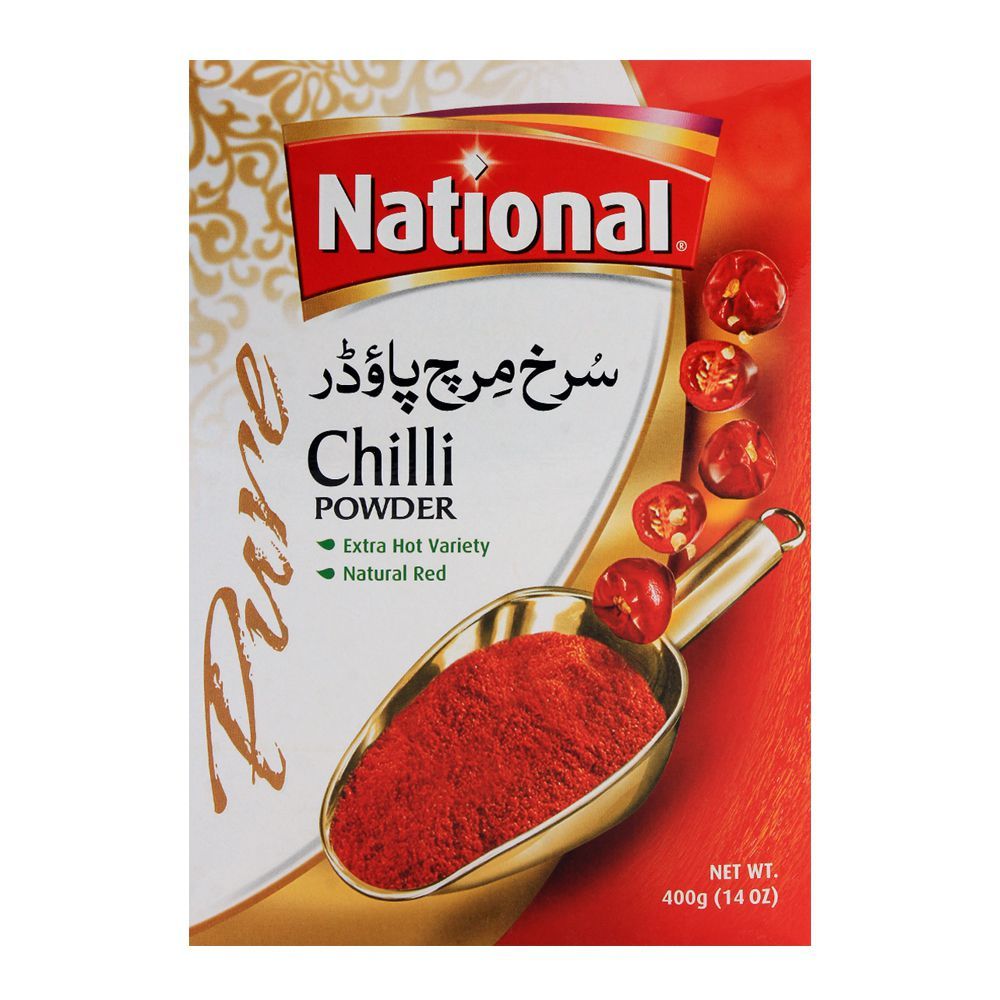 National®
سُرخ مِرچ پاؤڈر
Chilli
POWDER
Extra Hot Variety
Natural Red
Pure
NET WT.
400g (14 OZ)